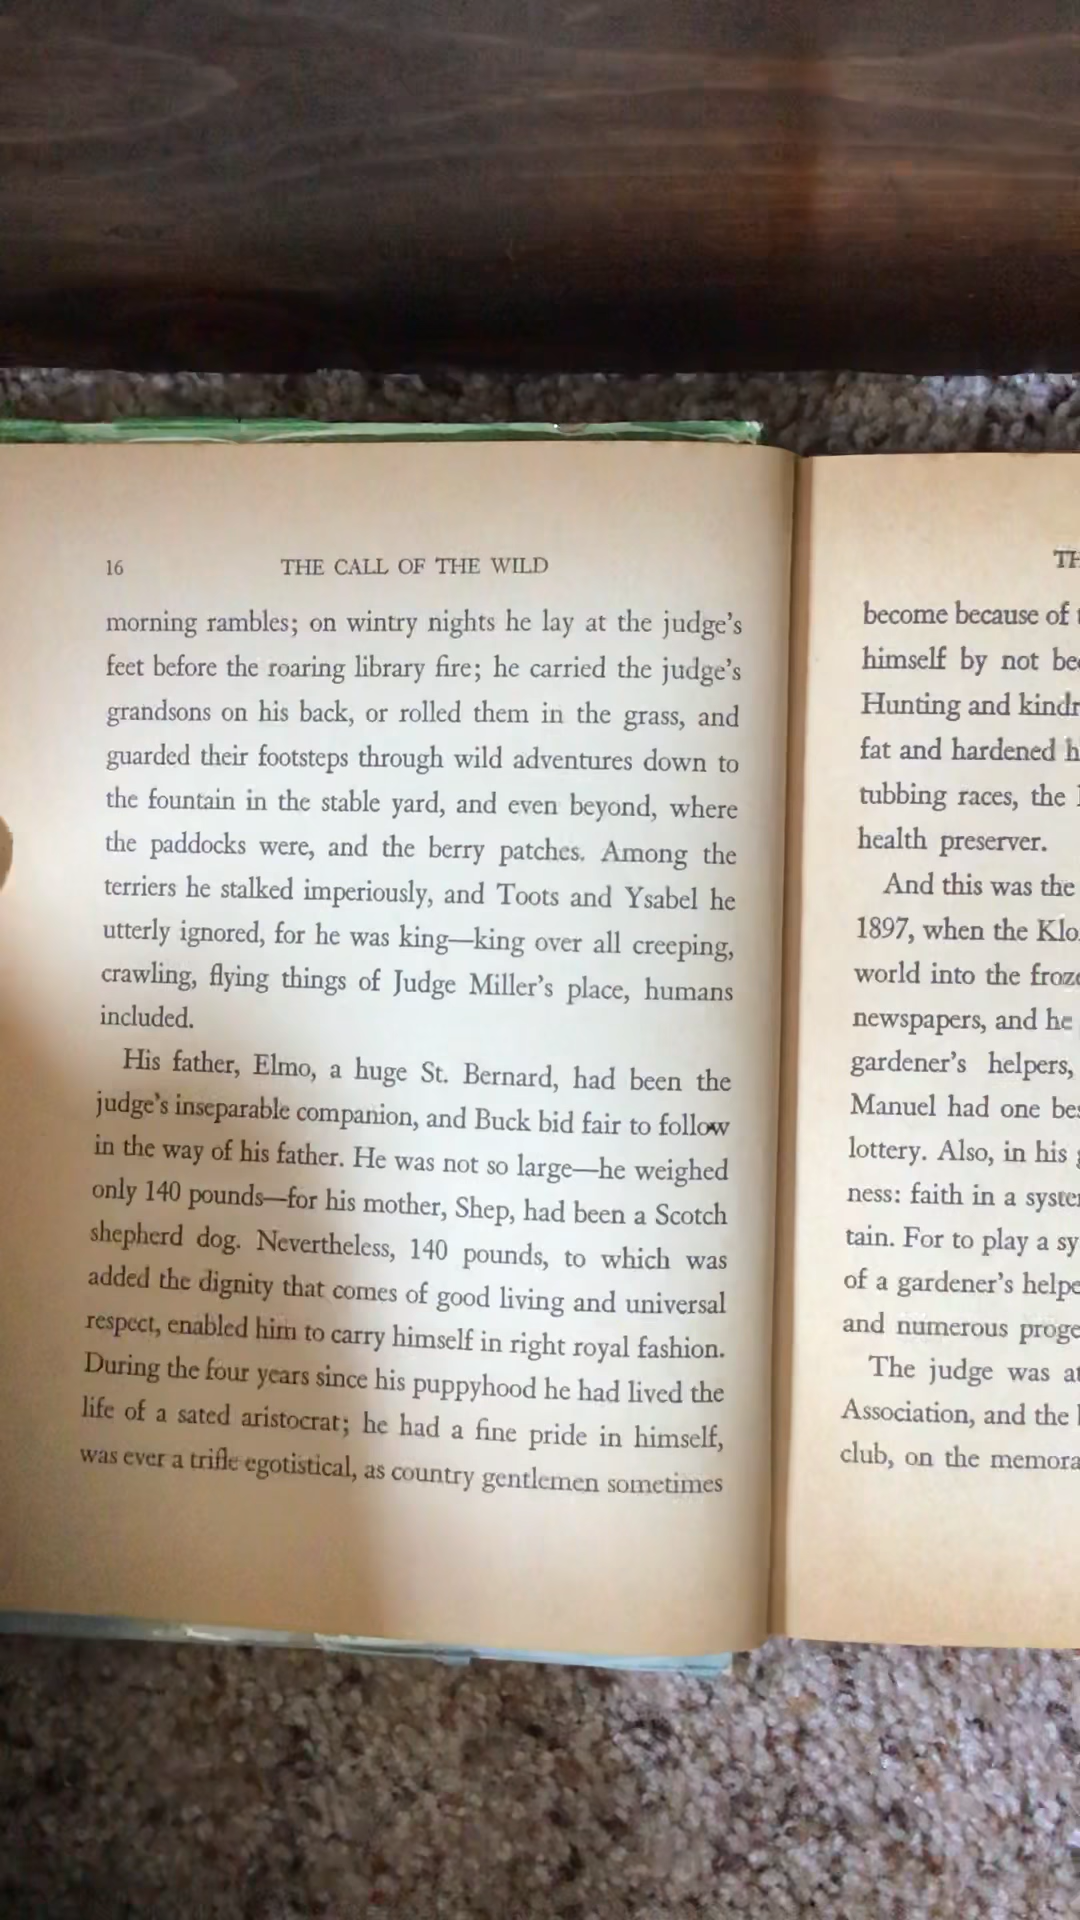 16 THE CALL OF THE WILD
morning rambles; on wintry nights he lay at the judge's
feet before the roaring library fire; he carried the judge's
grandsons on his back, or rolled them in the grass, and
guarded their footsteps through wild adventures down to
the fountain in the stable yard, and even beyond, where
the paddocks were, and the berry patches. Among the
terriers he stalked imperiously, and Toots and Ysabel he
utterly ignored, for he was king—king over all creeping,
crawling, flying things of Judge Miller's place, humans
included.
His father, Elmo, a huge St. Bernard, had been the
judge's inseparable companion, and Buck bid fair to follow
in the way of his father. He was not so large—he weighed
only 140 pounds—for his mother, Shep, had been a Scotch
shepherd dog. Nevertheless, 140 pounds, to which was
added the dignity that comes of good living and universal
respect, enabled him to carry himself in right royal fashion.
During the four years since his puppyhood he had lived the
life of a sated aristocrat; he had a fine pride in himself,
was ever a trifle egotistical, as country gentlemen sometimes
become because of
himself by not
Hunting and
fat and hardened
tubbing races, the
health preserver.
And this was the
1897, when the
world into the
newspapers, and he
gardener's helpers,
Manuel had one
lottery. Also, in his
ness: faith in a
tain. For to play a
of a gardener's
and numerous
The judge was
Association, and the
club, on the